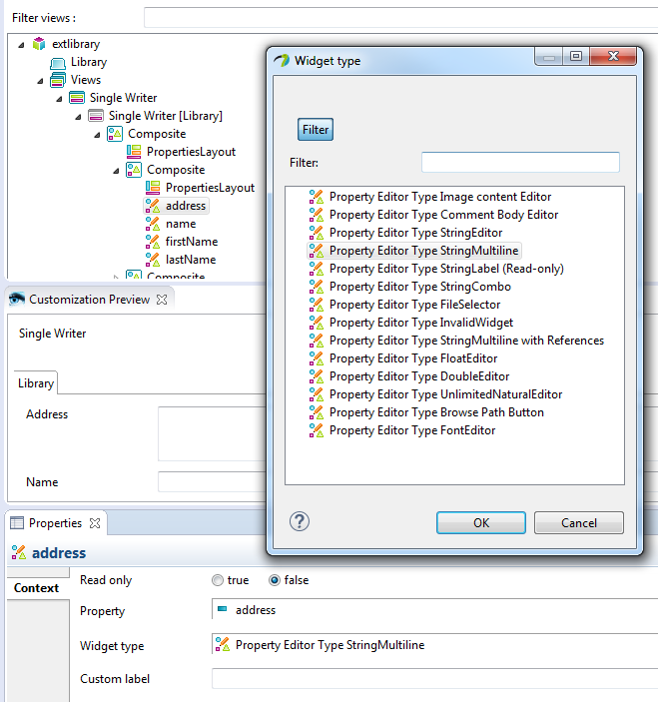 Filter views :
extlibrary
Library
Views
Single Writer
Single Writer [Library]
Composite
PropertiesLayout
Composite
PropertiesLayout
address
name
firstName
lastName
Composite
Widget type
Filter
Filter:
Property Editor Type Image content Editor
Property Editor Type Comment Body Editor
Property Editor Type StringEditor
Property Editor Type StringMultiline
Property Editor Type StringLabel (Read-only)
Property Editor Type StringCombo
Property Editor Type FileSelector
Property Editor Type InvalidWidget
Property Editor Type StringMultiline with References
Property Editor Type FloatEditor
Property Editor Type DoubleEditor
Property Editor Type UnlimitedNaturalEditor
Property Editor Type Browse Path Button
Property Editor Type FontEditor
?
OK Cancel
Customization Preview
Single Writer
Library
Address
Name
Properties
address
Context
Read only true false
Property address
Widget type Property Editor Type StringMultiline
Custom label